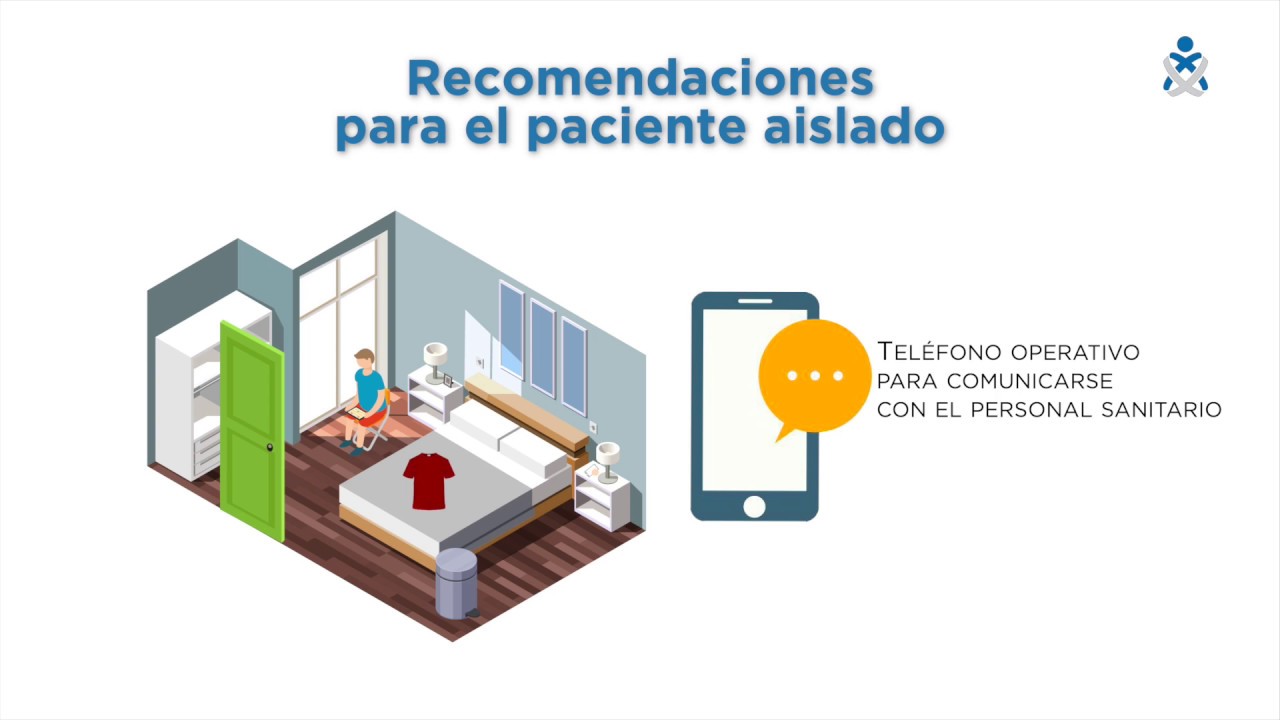 Recomendaciones
para el paciente aislado
Teléfono operativo
para comunicarse
con el personal sanitario